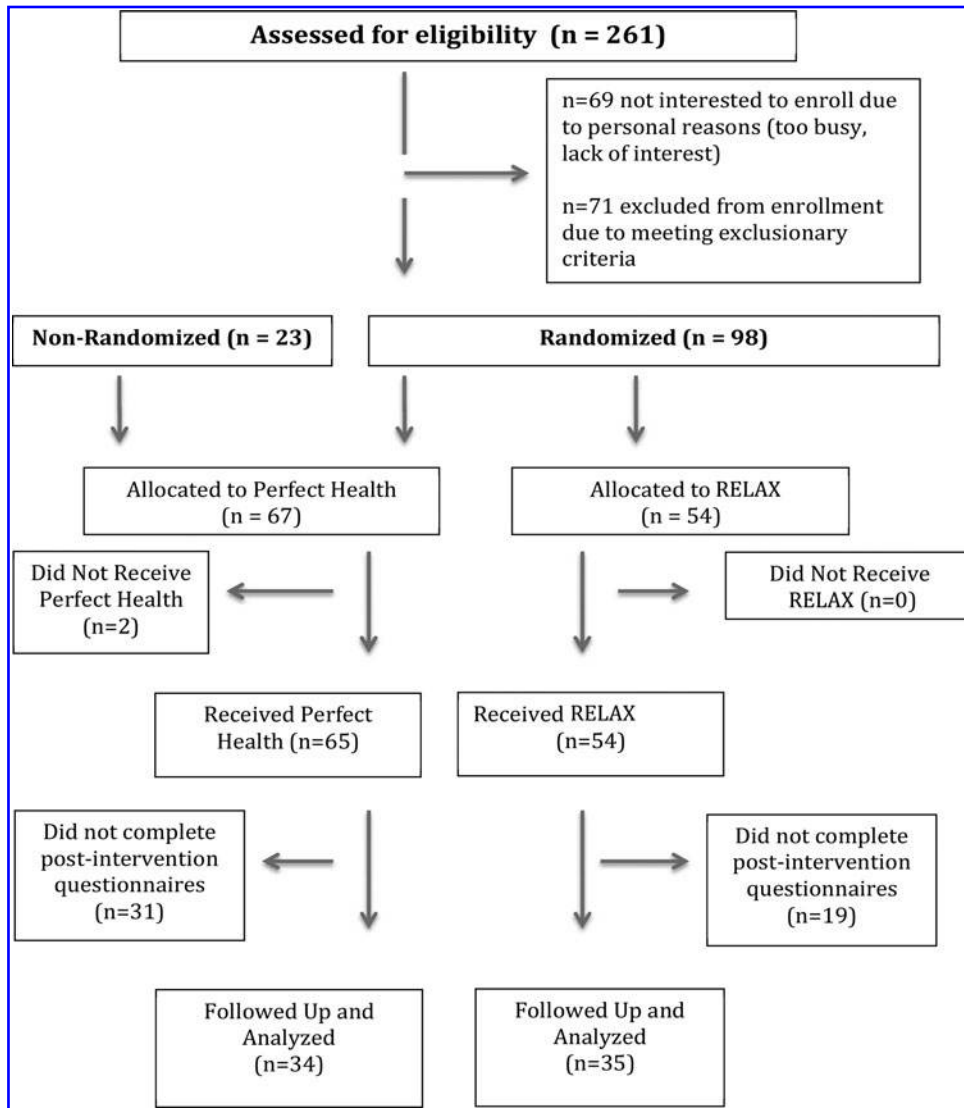 Assessed for eligibility (n = 261)
n=69 not interested to enroll due
to personal reasons (too busy,
lack of interest)
n=71 excluded from enrollment
due to meeting exclusionary
criteria
Non-Randomized (n = 23)
Randomized (n = 98)
Allocated to Perfect Health
(n = 67)
Allocated to RELAX
(n = 54)
Did Not Receive
Perfect Health
(n=2)
Did Not Receive
RELAX (n=0)
Received Perfect
Health (n=65)
Received RELAX
(n=54)
Did not complete
post-intervention
questionnaires
(n=31)
Did not complete
post-intervention
questionnaires
(n=19)
Followed Up and
Analyzed
(n=34)
Followed Up and
Analyzed
(n=35)